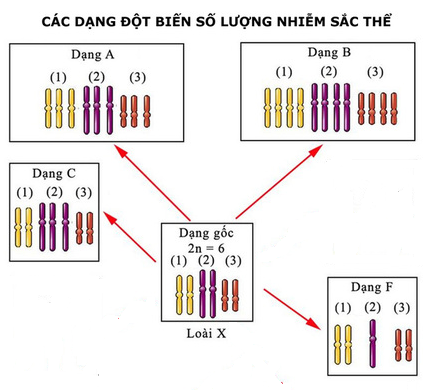 CÁC DẠNG ĐỘT BIẾN SỐ LƯỢNG NHIỄM SẮC THỂ
Dạng A
(1) (2) (3)
Dạng B
(1) (2) (3)
Dạng C
(1) (2) (3)
Dạng gốc
2n = 6
(1) (2) (3)
Loài X
Dạng F
(1) (2) (3)